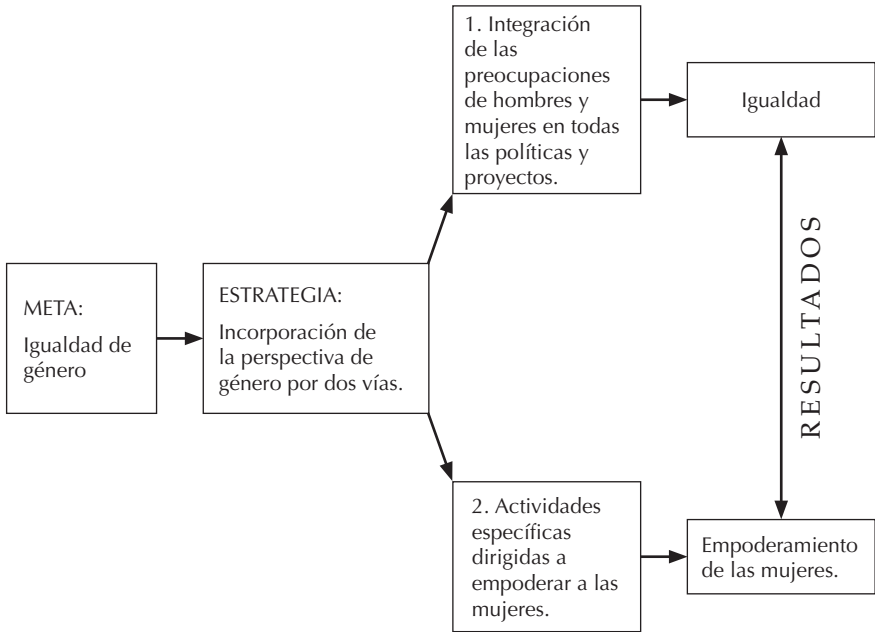 META:
Igualdad de
género
ESTRATEGIA:
Incorporación de
la perspectiva de
género por dos vías.
1. Integración
de las
preocupaciones
de hombres y
mujeres en todas
las políticas y
proyectos.
Igualdad
RESULTADOS
2. Actividades
específicas
dirigidas a
empoderar a las
mujeres.
Empoderamiento
de las mujeres.